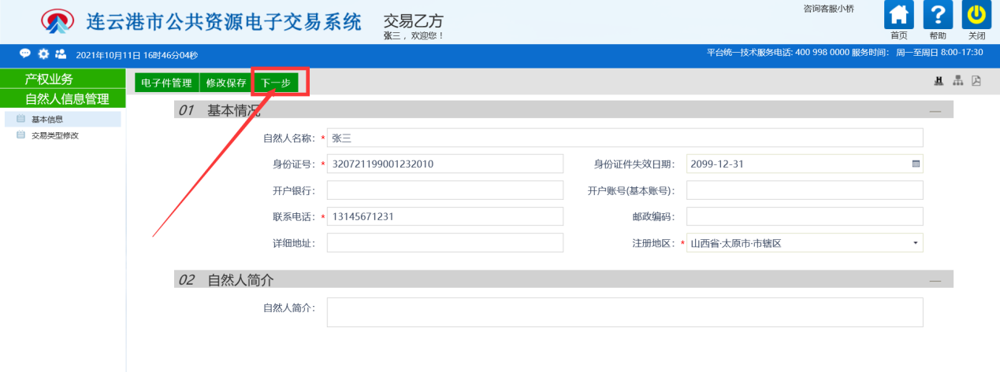 连云港市公共资源电子交易系统
交易乙方
张三，欢迎您！
咨询客服小桥
首页 帮助 关闭
2021年10月11日 16时46分04秒
平台统一技术服务电话: 400 998 0000 服务时间： 周一至周日 8:00-17:30
产权业务
自然人信息管理
基本信息
交易类型修改
电子件管理 修改保存 下一步
01 基本情况
自然人名称：* 张三
身份证号：* 320721199001232010 身份证件失效日期： 2099-12-31
开户银行： 开户账号(基本账号)：
联系电话：* 13145671231 邮政编码：
详细地址： 注册地区：* 山西省·太原市·市辖区
02 自然人简介
自然人简介：